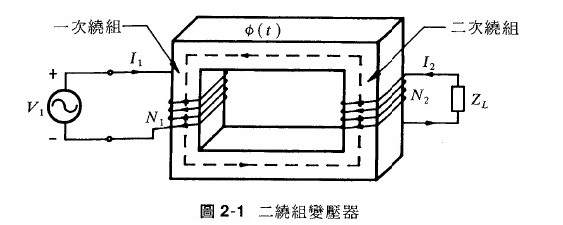 一次繞組
ϕ(t)
二次繞組
+
I₁
I₂
V₁
N₁
N₂
Z_L
−
圖 2-1 二繞組變壓器